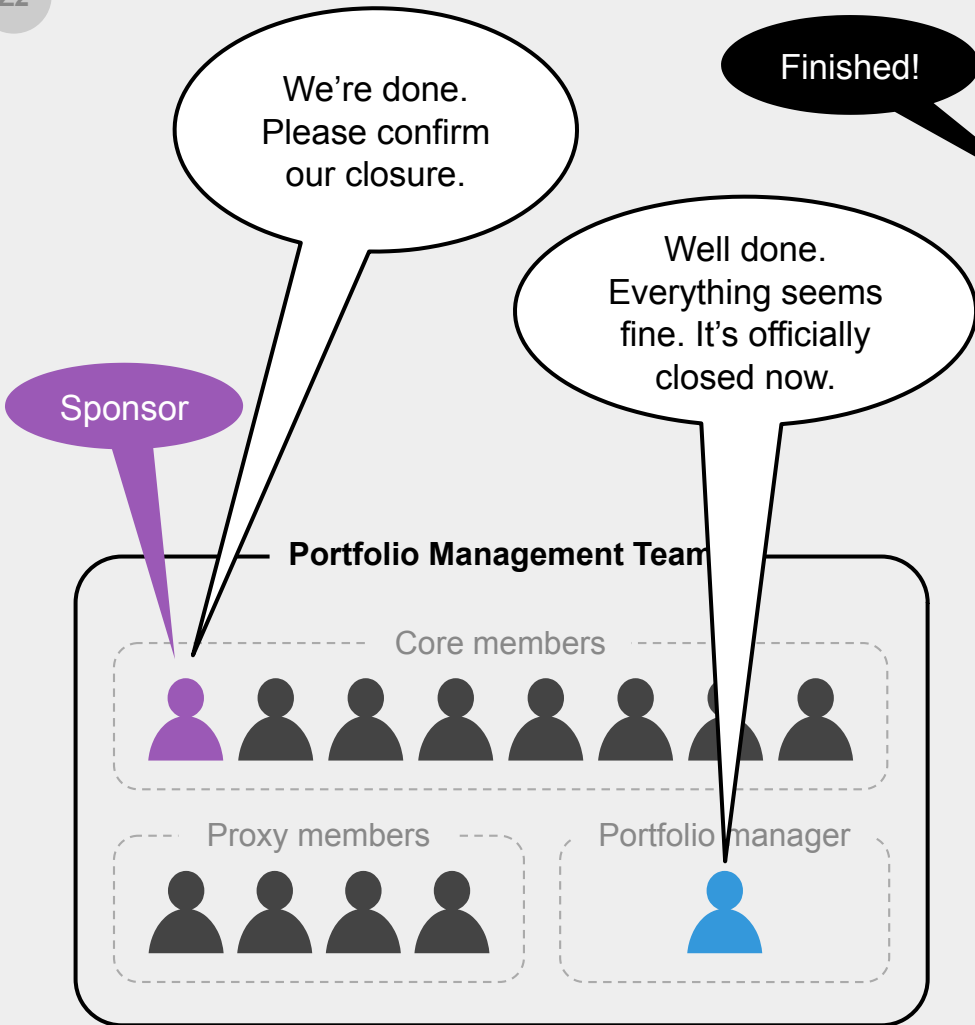 22
We're done.
Please confirm
our closure.
Finished!
Well done.
Everything seems
fine. It's officially
closed now.
Sponsor
Portfolio Management Team
Core members
Proxy members
Portfolio manager